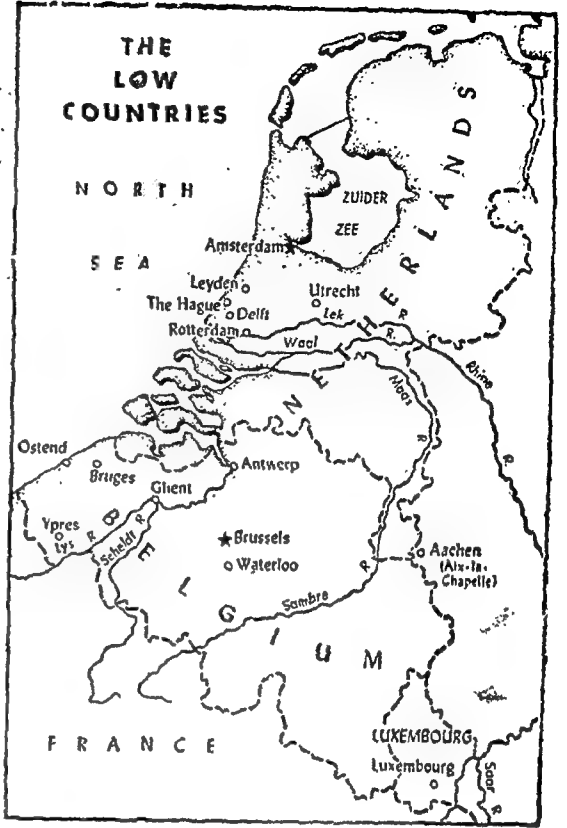 THE
LOW
COUNTRIES
NORTH
SEA
NETHERLANDS
ZUIDER
ZEE
Amsterdam
Leyden
Utrecht
The Hague
Delft
Lek R.
Rotterdam
Waal R.
Maas R.
Rhine R.
Ostend
Bruges
Antwerp
Ghent
Ypres
Lys R.
Scheldt R.
BELGIUM
Brussels
Waterloo
Aachen
(Aix-la-
Chapelle)
Sambre R.
FRANCE
LUXEMBOURG
Luxembourg
Saar R.